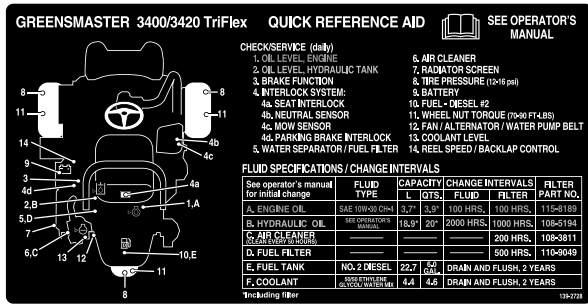 GREENSMASTER 3400/3420 TriFlex QUICK REFERENCE AID SEE OPERATOR'S MANUAL
CHECK/SERVICE (daily)
1. OIL LEVEL, ENGINE
2. OIL LEVEL, HYDRAULIC TANK
3. BRAKE FUNCTION
4. INTERLOCK SYSTEM:
4a. SEAT INTERLOCK
4b. NEUTRAL SENSOR
4c. MOW SENSOR
4d. PARKING BRAKE INTERLOCK
5. WATER SEPARATOR / FUEL FILTER
6. AIR CLEANER
7. RADIATOR SCREEN
8. TIRE PRESSURE (12-16 psi)
9. BATTERY
10. FUEL - DIESEL #2
11. WHEEL NUT TORQUE (70-90 FT-LBS)
12. FAN / ALTERNATOR / WATER PUMP BELT
13. COOLANT LEVEL
14. REEL SPEED / BACKLAP CONTROL
8
8
11
11
14
9
3
4d
2,B
5,D
7
6,C
13
12
4b
4c
4a
1,A
10,E
11
8
FLUID SPECIFICATIONS / CHANGE INTERVALS
See operator's manual for initial change FLUID TYPE CAPACITY L QTS. CHANGE INTERVALS FLUID FILTER FILTER PART NO.
A. ENGINE OIL SAE 10W-30 CH-4 3.7* 3.9* 100 HRS. 100 HRS. 115-8189
B. HYDRAULIC OIL SEE OPERATOR'S MANUAL 18.9* 20* 2000 HRS. 1000 HRS. 108-5194
C. AIR CLEANER (CLEAN EVERY 50 HOURS) 200 HRS. 108-3811
D. FUEL FILTER 500 HRS. 110-9049
E. FUEL TANK NO. 2 DIESEL 22.7 6.0 GAL. DRAIN AND FLUSH, 2 YEARS
F. COOLANT 50/50 ETHYLENE GLYCOL/ WATER MIX 4.4 4.6 DRAIN AND FLUSH, 2 YEARS
*Including filter
139-2728